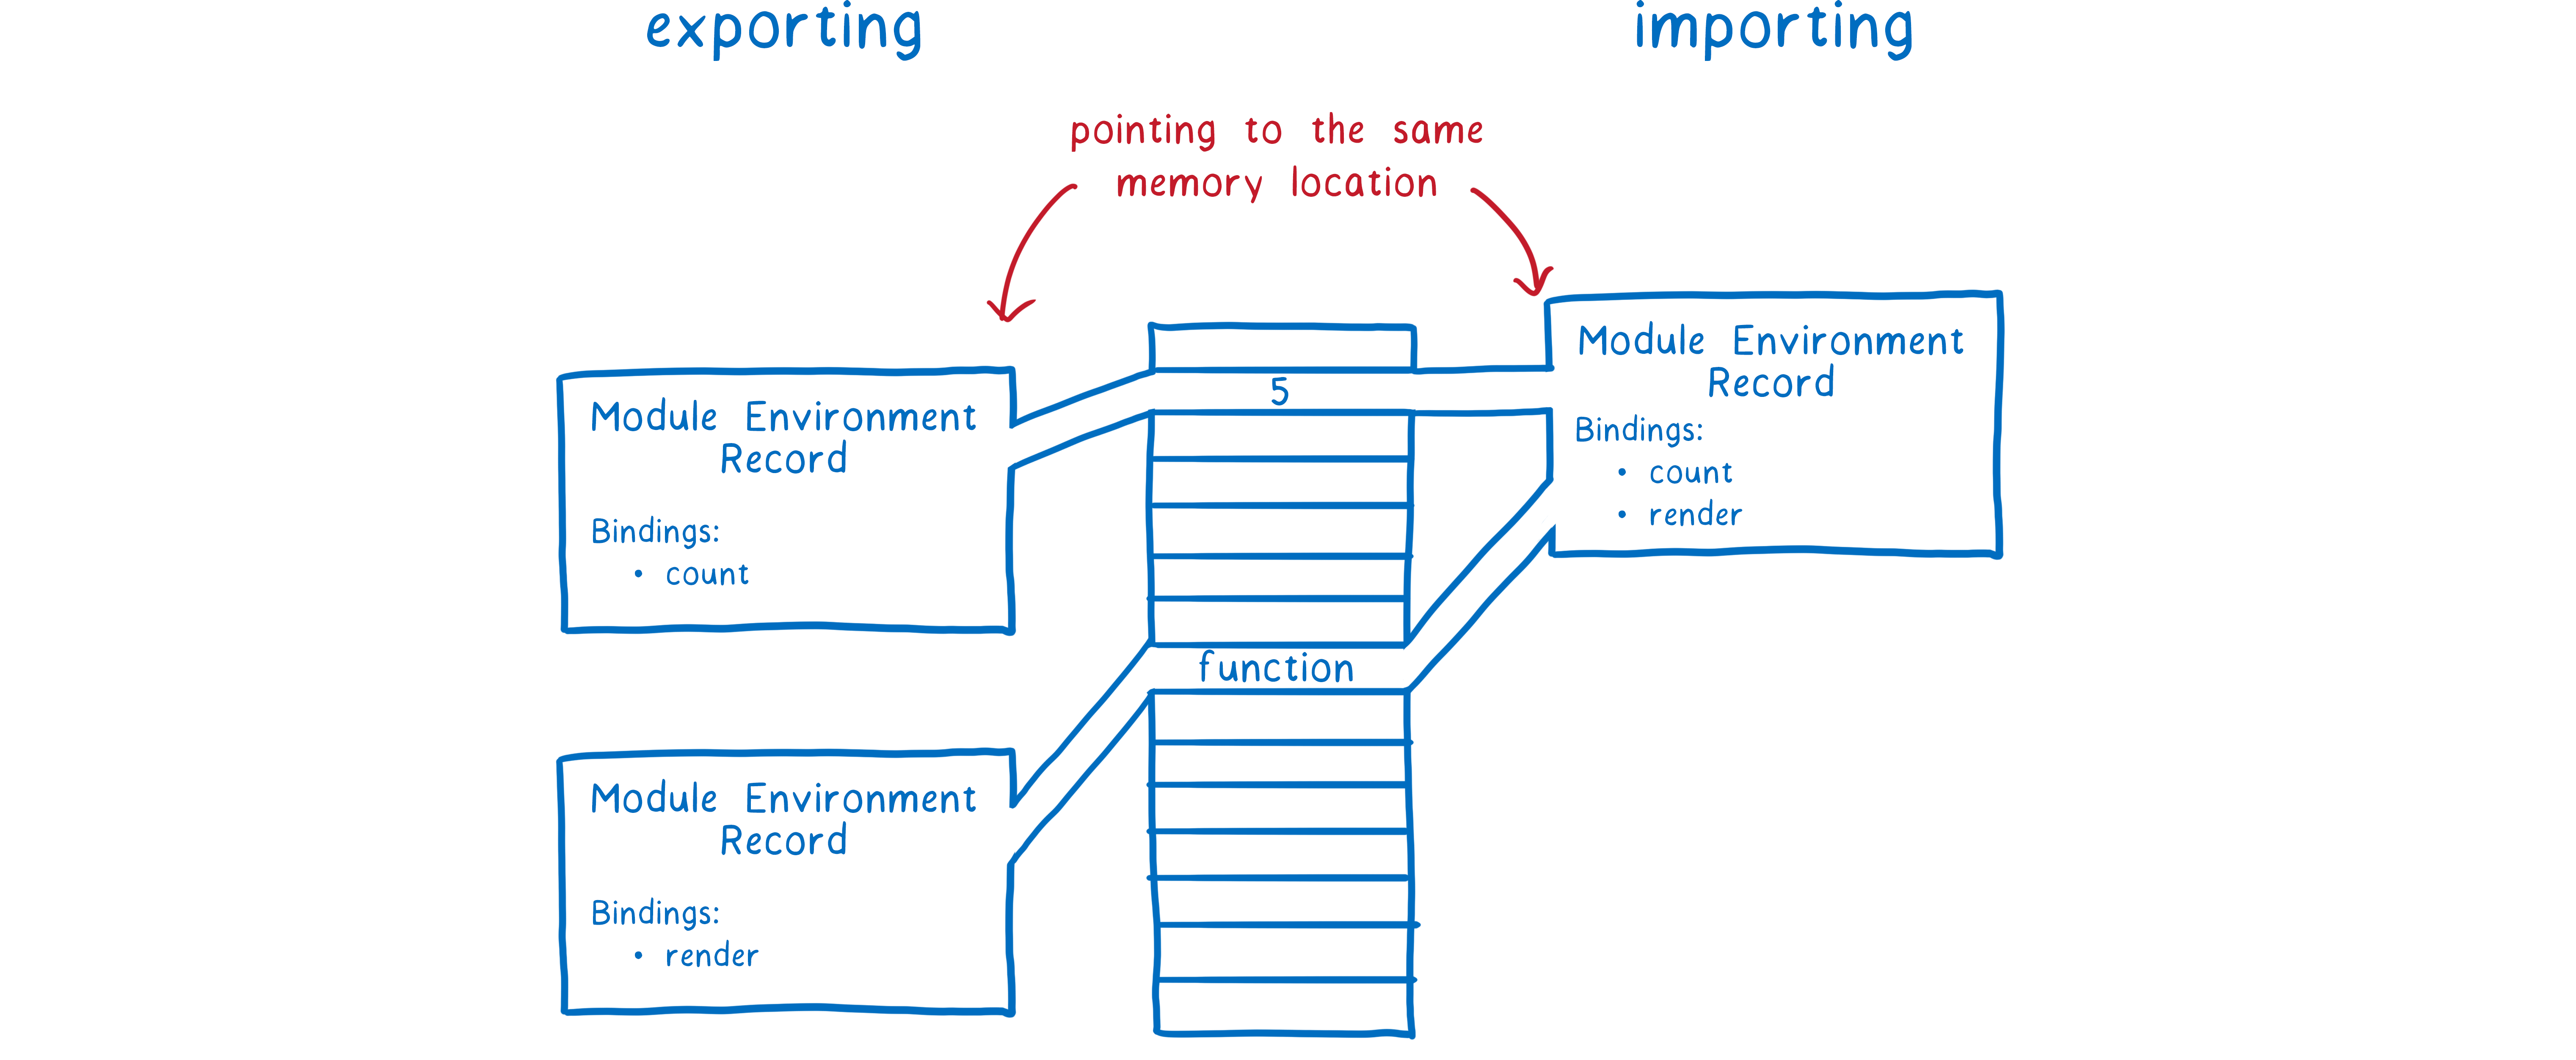 exporting
importing
pointing to the same
memory location
Module Environment
Record
Bindings:
• count
5
function
Module Environment
Record
Bindings:
• count
• render
Module Environment
Record
Bindings:
• render